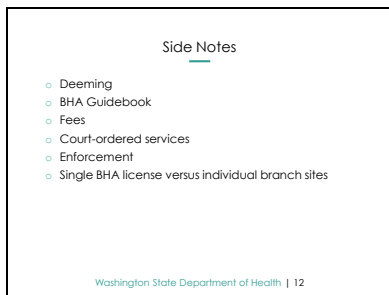 Side Notes
Deeming
BHA Guidebook
Fees
Court-ordered services
Enforcement
Single BHA license versus individual branch sites
Washington State Department of Health | 12